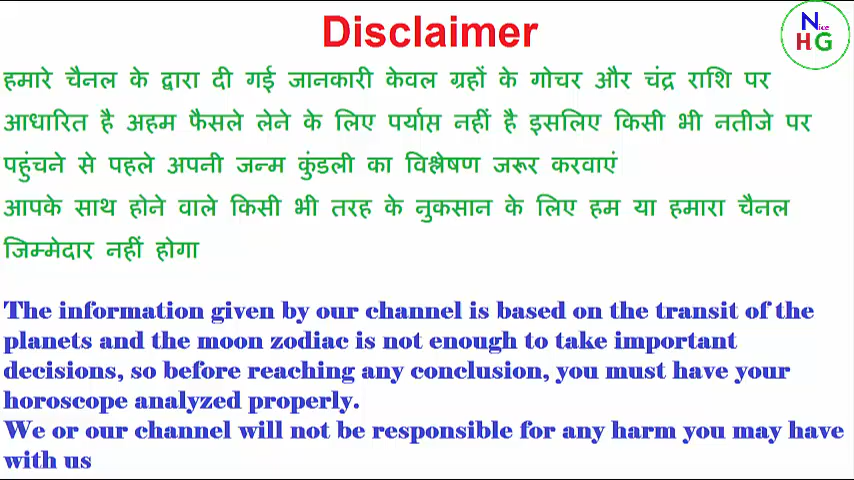 Disclaimer
Nice
HG
हमारे चैनल के द्वारा दी गई जानकारी केवल ग्रहों के गोचर और चंद्र राशि पर
आधारित है अहम फैसले लेने के लिए पर्याप्त नहीं है इसलिए किसी भी नतीजे पर
पहुंचने से पहले अपनी जन्म कुंडली का विश्लेषण जरूर करवाएं
आपके साथ होने वाले किसी भी तरह के नुकसान के लिए हम या हमारा चैनल
जिम्मेदार नहीं होगा
The information given by our channel is based on the transit of the
planets and the moon zodiac is not enough to take important
decisions, so before reaching any conclusion, you must have your
horoscope analyzed properly.
We or our channel will not be responsible for any harm you may have
with us